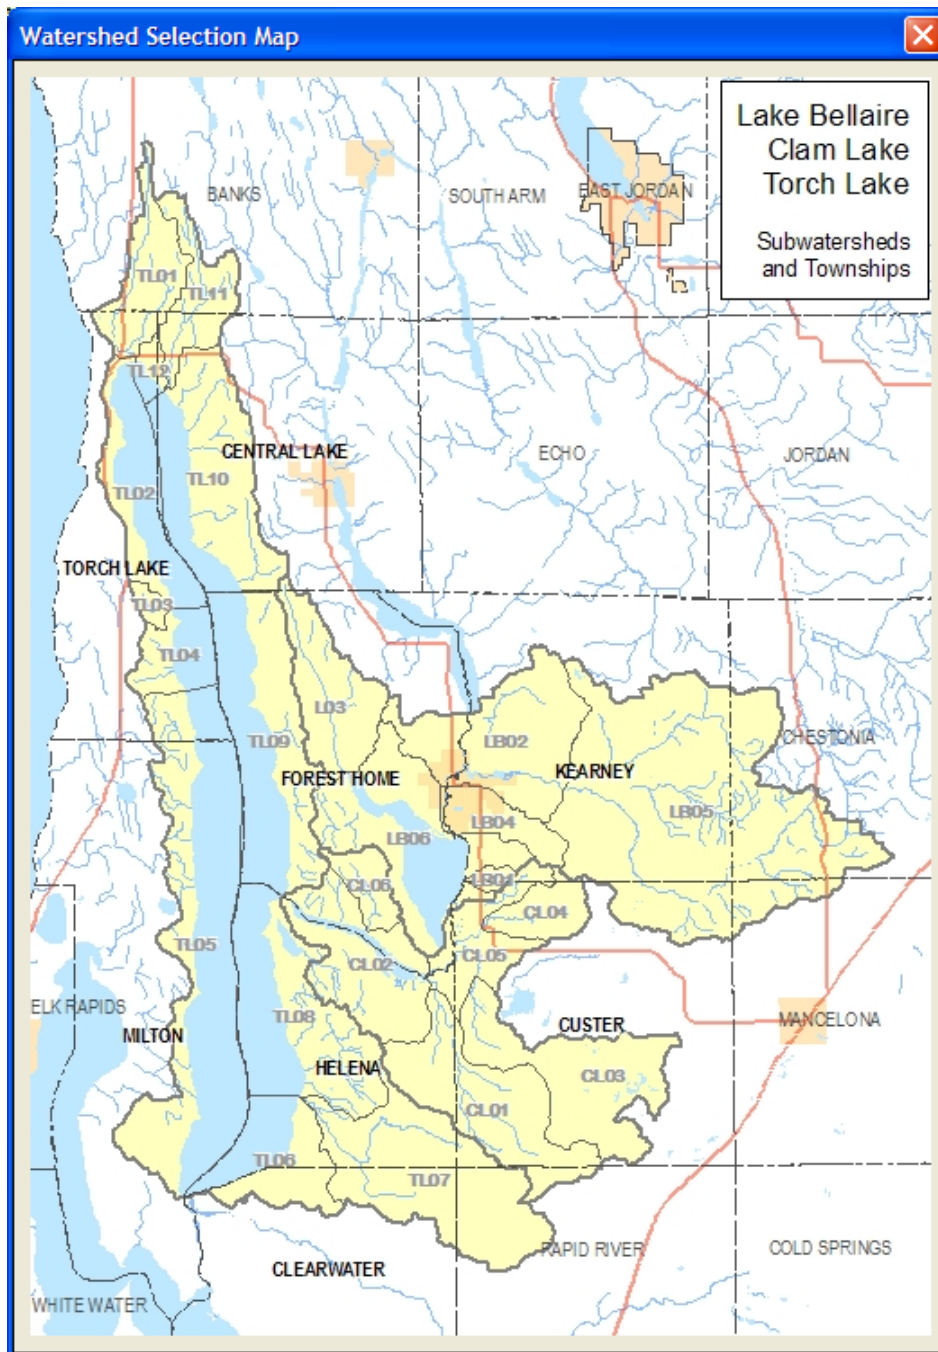 Watershed Selection Map
Lake Bellaire
Clam Lake
Torch Lake
Subwatersheds
and Townships
BANKS
SOUTH ARM
EAST JORDAN
TL01
TL11
TL12
CENTRAL LAKE
ECHO
JORDAN
TL10
TL02
TORCH LAKE
TL03
TL04
L03
TL09
LB02
CHESTONIA
FOREST HOME
KEARNEY
LB05
LB04
LB06
LB01
CL06
CL04
TL05
CL02
CL05
ELK RAPIDS
TL08
MILTON
CUSTER
MANCELONA
HELENA
CL03
CL01
TL06
TL07
RAPID RIVER
COLD SPRINGS
CLEARWATER
WHITE WATER